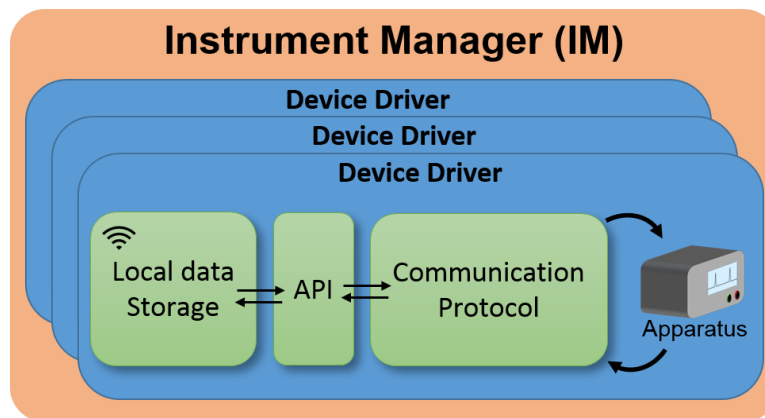 Instrument Manager (IM)
Device Driver
Device Driver
Device Driver
Local data
Storage
API
Communication
Protocol
Apparatus